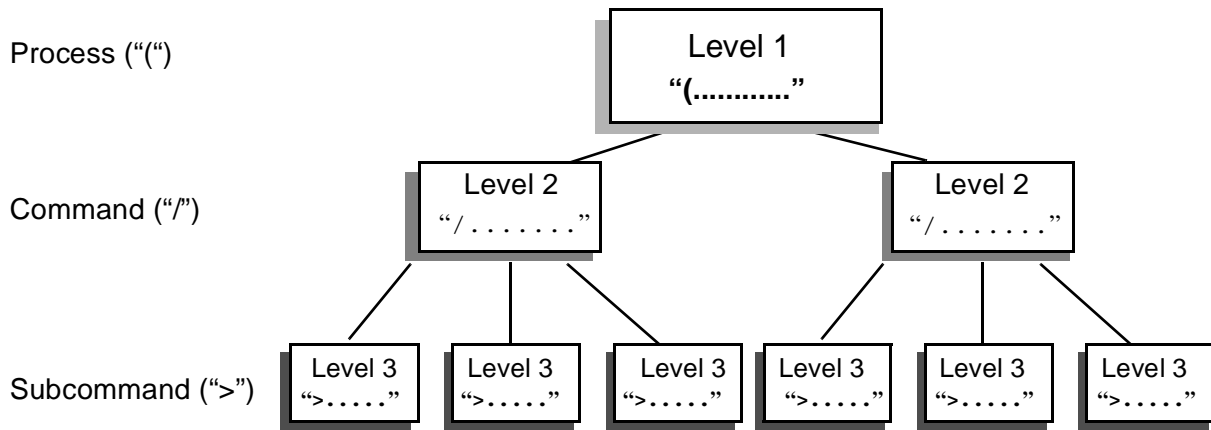 Process (“(“)
Level 1
“(............”
Command (“/”)
Level 2
“/.......”
Level 2
“/.......”
Subcommand (“>”)
Level 3
“>.....”
Level 3
“>.....”
Level 3
“>.....”
Level 3
“>.....”
Level 3
“>.....”
Level 3
“>.....”